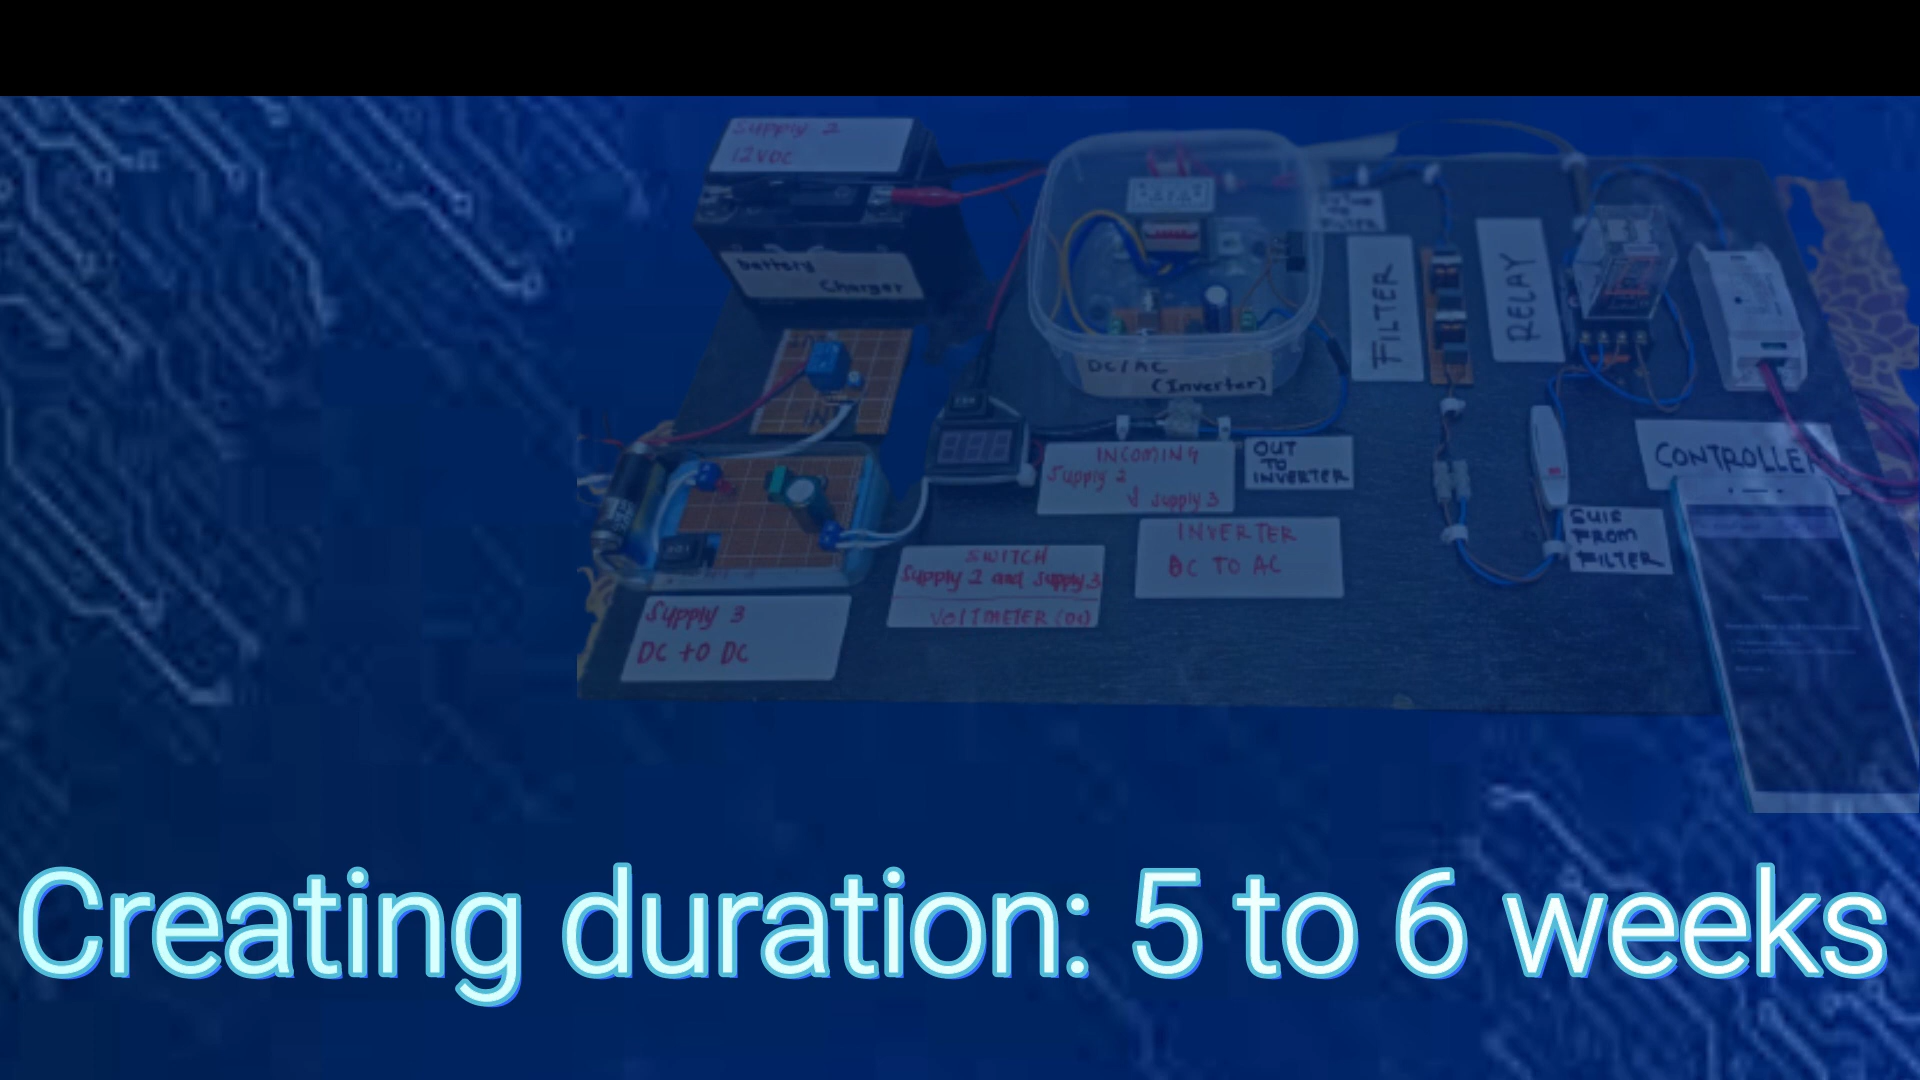 Supply 2
12VDC
battery
Charger
DC/AC
(Inverter)
FILTER
RELAY
CONTROLLER
INCOMING
Supply 2
& supply 3
OUT
TO
INVERTER
INVERTER
DC TO AC
FROM
FILTER
SWITCH
Supply 2 and supply 3
VOLTMETER (DC)
Supply 3
DC to DC
Creating duration: 5 to 6 weeks